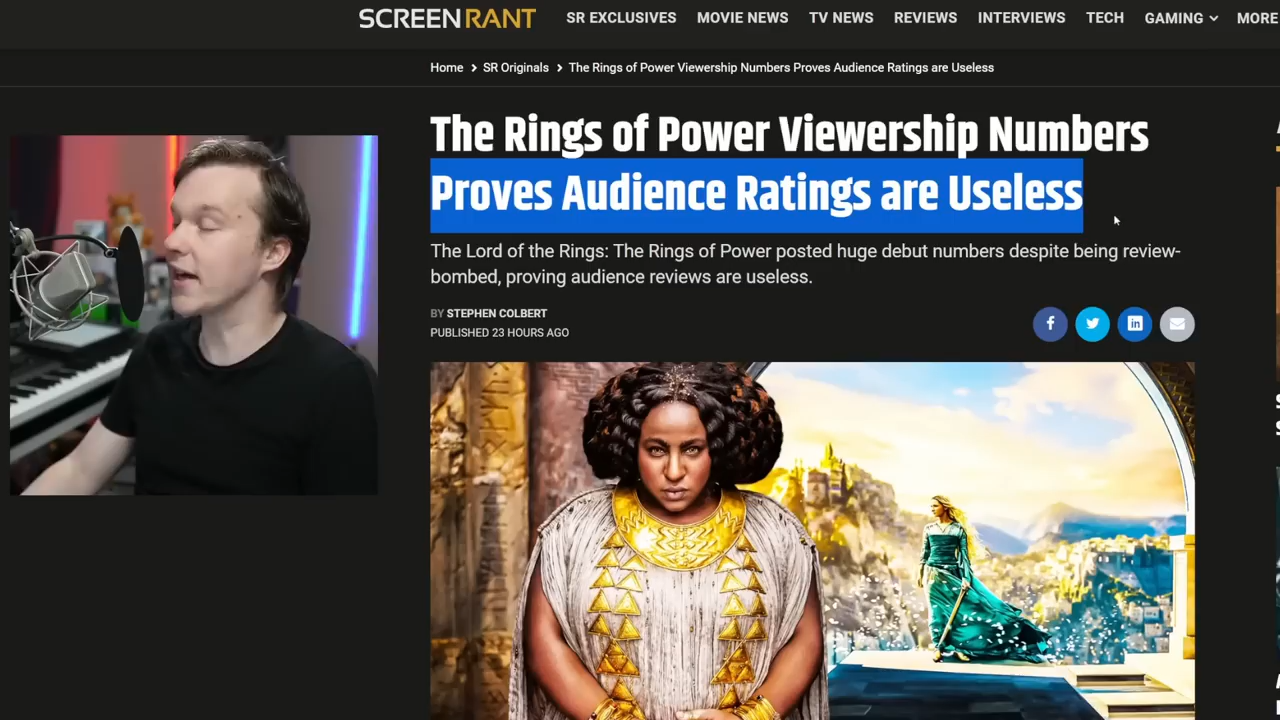 SCREENRANT
SR EXCLUSIVES MOVIE NEWS TV NEWS REVIEWS INTERVIEWS TECH GAMING MORE
Home > SR Originals > The Rings of Power Viewership Numbers Proves Audience Ratings are Useless
The Rings of Power Viewership Numbers
Proves Audience Ratings are Useless
The Lord of the Rings: The Rings of Power posted huge debut numbers despite being review-
bombed, proving audience reviews are useless.
BY STEPHEN COLBERT
PUBLISHED 23 HOURS AGO